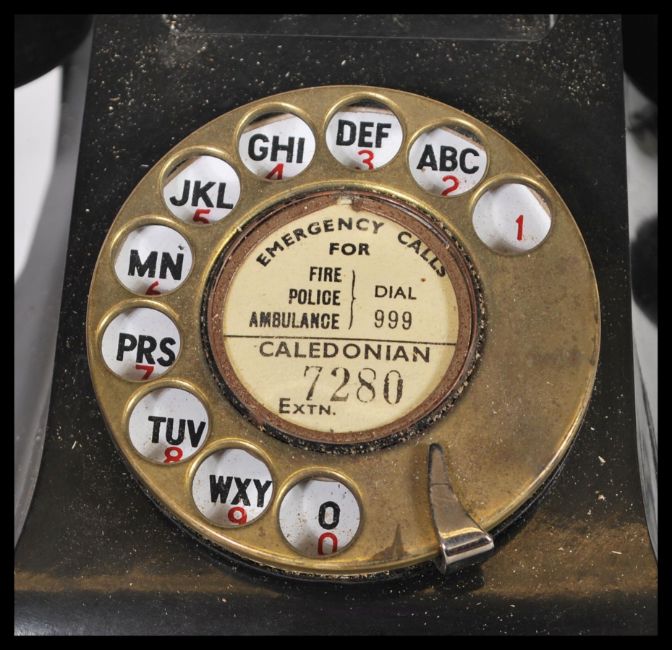 GHI
4
DEF
3
ABC
2
1
JKL
5
MN
6
PRS
7
TUV
8
WXY
9
O
0
EMERGENCY CALLS
FOR
FIRE
POLICE
AMBULANCE
DIAL
999
CALEDONIAN
7280
EXTN.